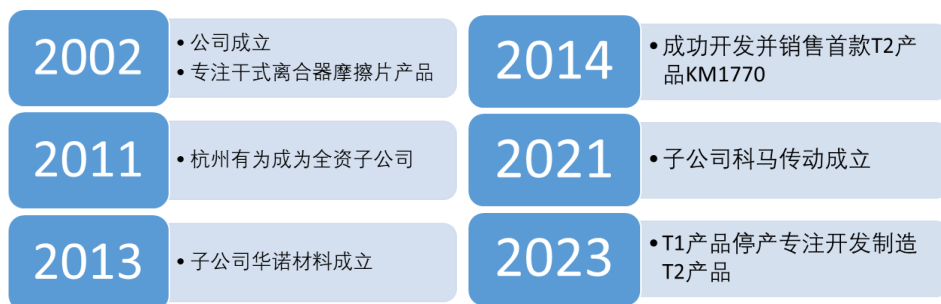 2002
• 公司成立
• 专注干式离合器摩擦片产品
2011
• 杭州有为成为全资子公司
2013
• 子公司华诺材料成立
2014
• 成功开发并销售首款T2产
品KM1770
2021
• 子公司科马传动成立
2023
• T1产品停产专注开发制造
T2产品